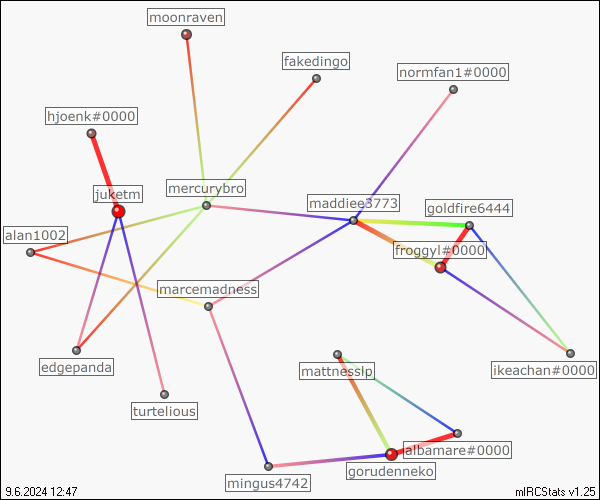 moonraven
fakedingo
normfan1#0000
hjoenk#0000
mercurybro
juketm
maddiee3773
goldfire6444
alan1002
froggyl#0000
marcemadness
edgepanda
mattnesslp
ikeachan#0000
turtelious
albamare#0000
gorudenneko
mingus4742
9.6.2024 12:47
mIRCStats v1.25